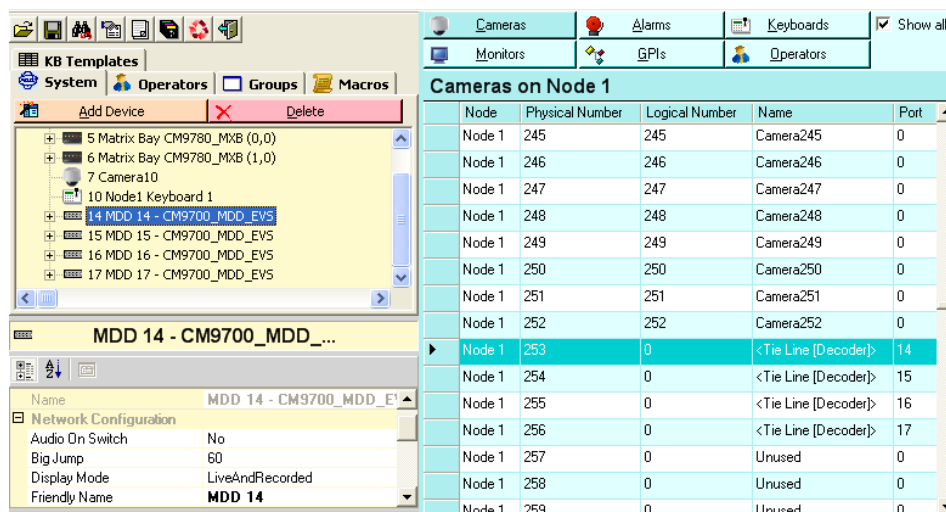 KB Templates
System Operators Groups Macros
Add Device Delete
5 Matrix Bay CM9780_MXB (0,0)
6 Matrix Bay CM9780_MXB (1,0)
7 Camera10
10 Node1 Keyboard 1
14 MDD 14 - CM9700_MDD_EVS
15 MDD 15 - CM9700_MDD_EVS
16 MDD 16 - CM9700_MDD_EVS
17 MDD 17 - CM9700_MDD_EVS
MDD 14 - CM9700_MDD_...
Name MDD 14 - CM9700_MDD_E
Network Configuration
Audio On Switch No
Big Jump 60
Display Mode LiveAndRecorded
Friendly Name MDD 14
Cameras Alarms Keyboards Show all
Monitors GPIs Operators
Cameras on Node 1
Node Physical Number Logical Number Name Port
Node 1 245 245 Camera245 0
Node 1 246 246 Camera246 0
Node 1 247 247 Camera247 0
Node 1 248 248 Camera248 0
Node 1 249 249 Camera249 0
Node 1 250 250 Camera250 0
Node 1 251 251 Camera251 0
Node 1 252 252 Camera252 0
Node 1 253 0 <Tie Line [Decoder]> 14
Node 1 254 0 <Tie Line [Decoder]> 15
Node 1 255 0 <Tie Line [Decoder]> 16
Node 1 256 0 <Tie Line [Decoder]> 17
Node 1 257 0 Unused 0
Node 1 258 0 Unused 0
Node 1 259 0 Unused 0